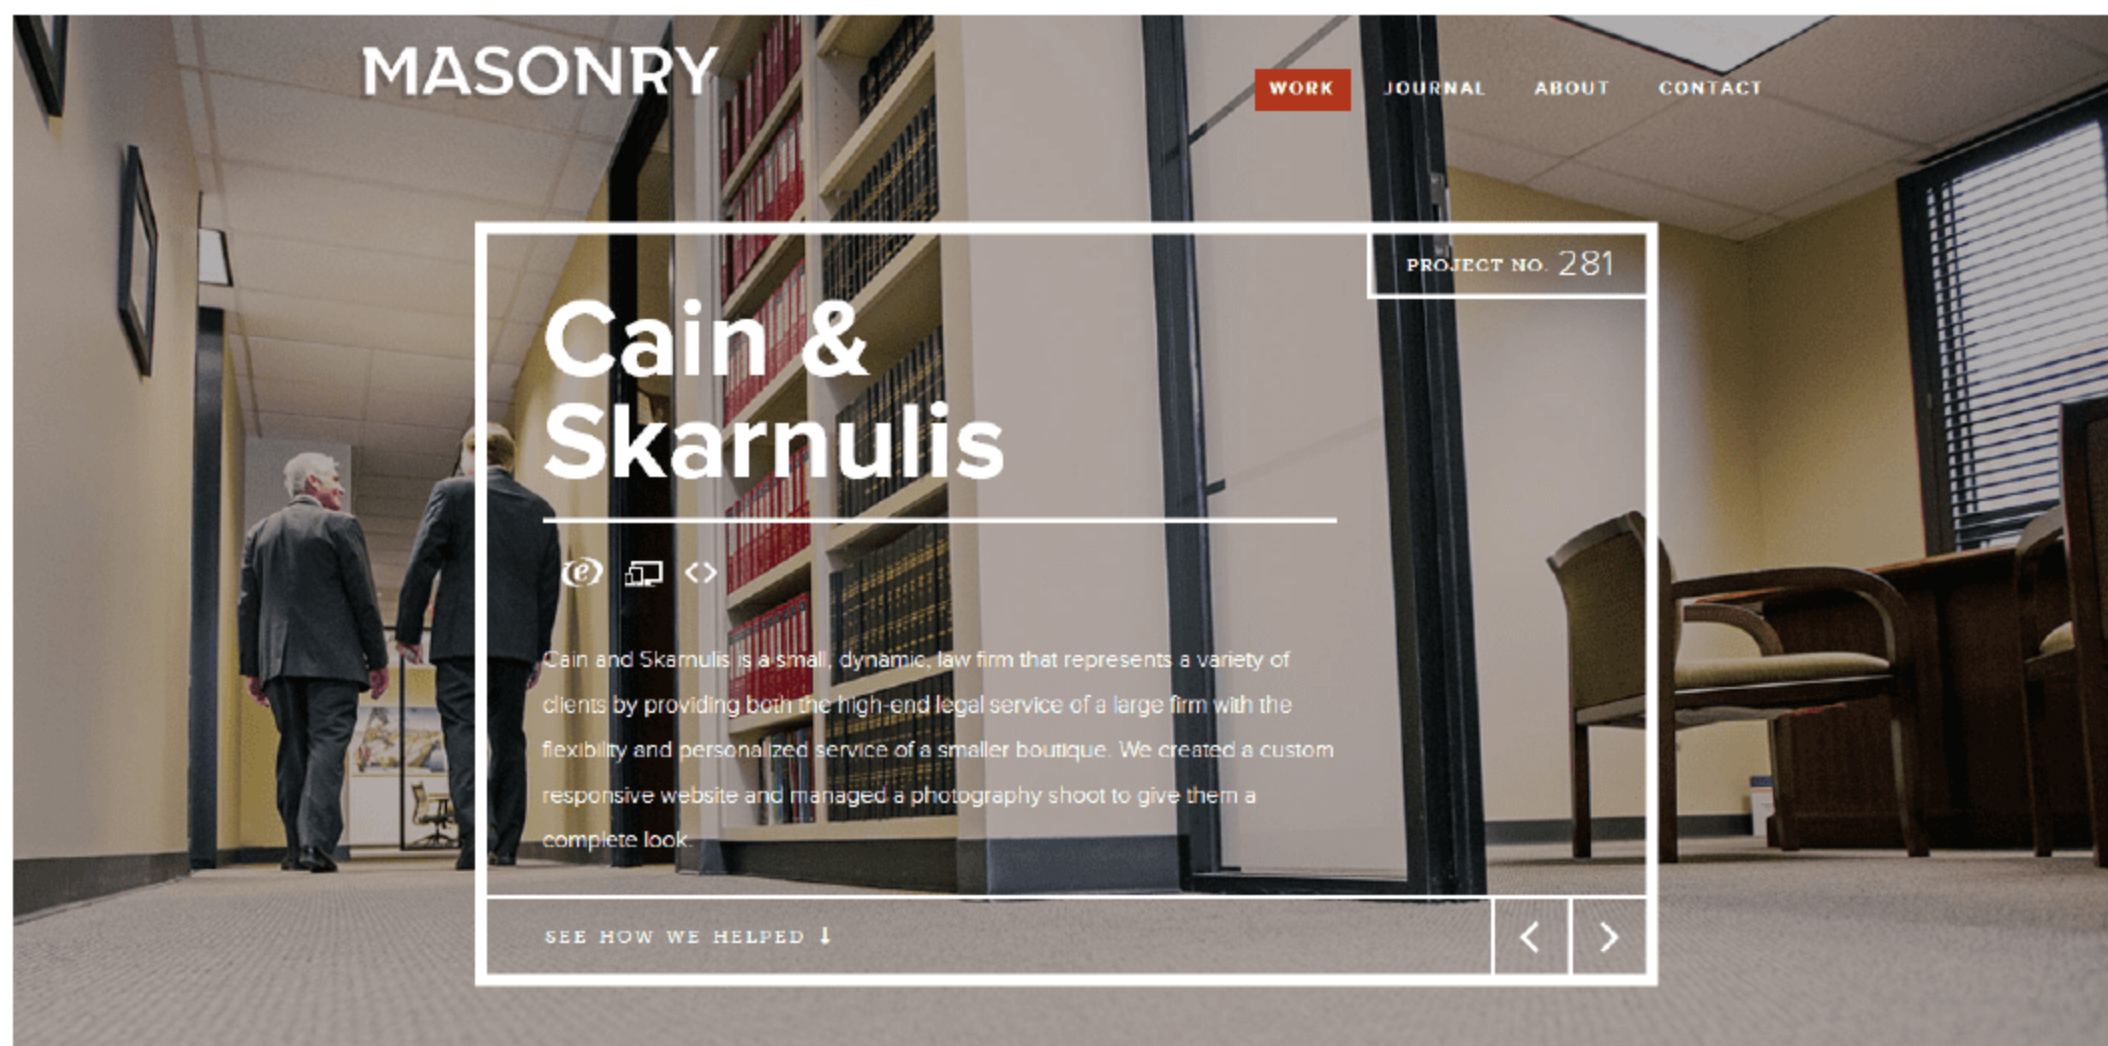 MASONRY
WORK JOURNAL ABOUT CONTACT
PROJECT NO. 281
Cain &
Skarnulis
Cain and Skarnulis is a small, dynamic, law firm that represents a variety of
clients by providing both the high-end legal service of a large firm with the
flexibility and personalized service of a smaller boutique. We created a custom
responsive website and managed a photography shoot to give them a
complete look.
SEE HOW WE HELPED